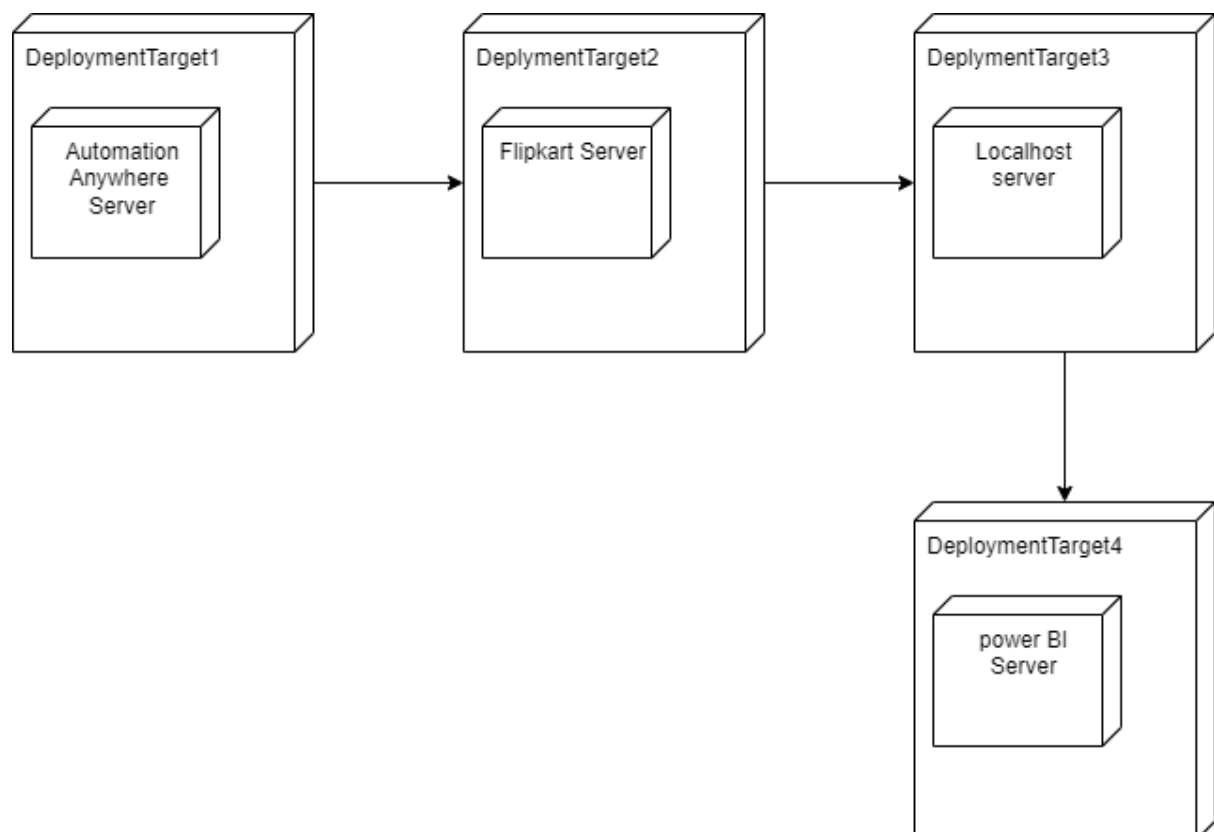 DeploymentTarget1
Automation
Anywhere
Server
DeplymentTarget2
Flipkart Server
DeplymentTarget3
Localhost
server
DeploymentTarget4
power BI
Server